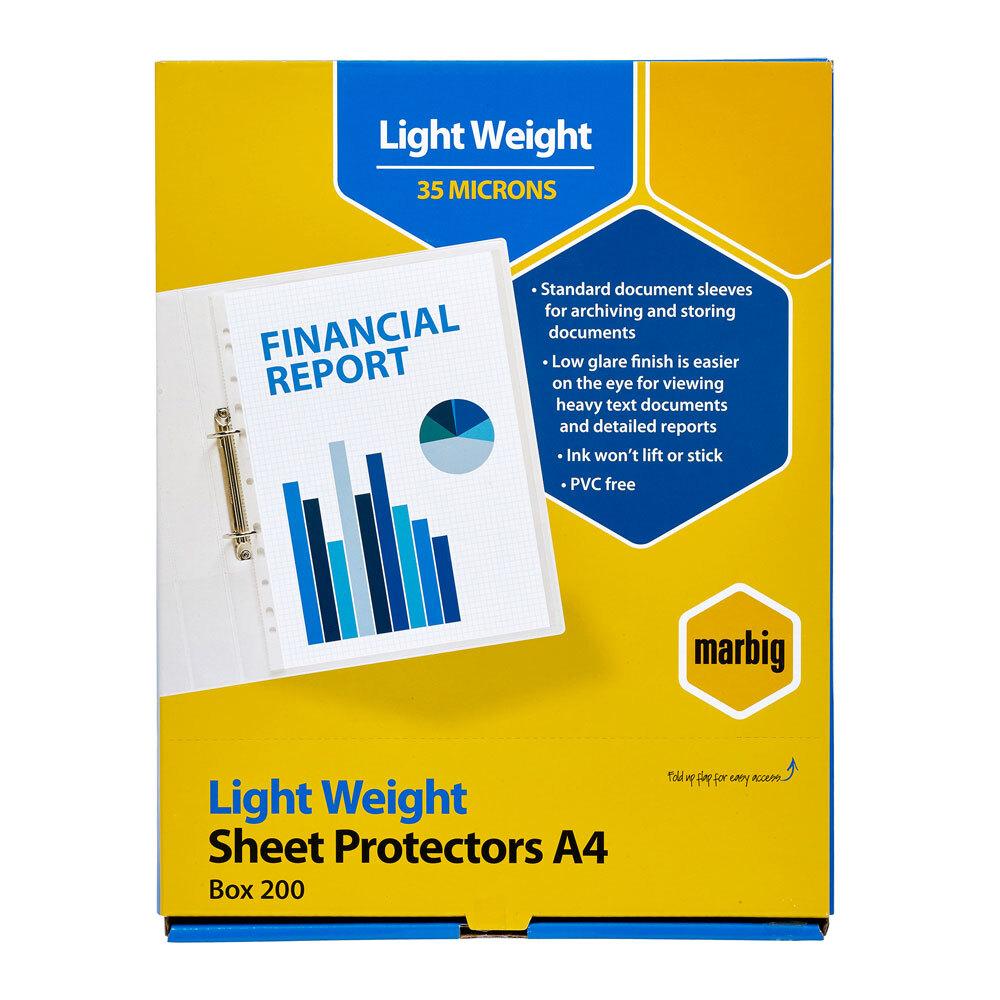 Light Weight
35 MICRONS
• Standard document sleeves
for archiving and storing
documents
• Low glare finish is easier
on the eye for viewing
heavy text documents
and detailed reports
• Ink won't lift or stick
• PVC free
FINANCIAL
REPORT
marbig
Fold up flap for easy access
Light Weight
Sheet Protectors A4
Box 200